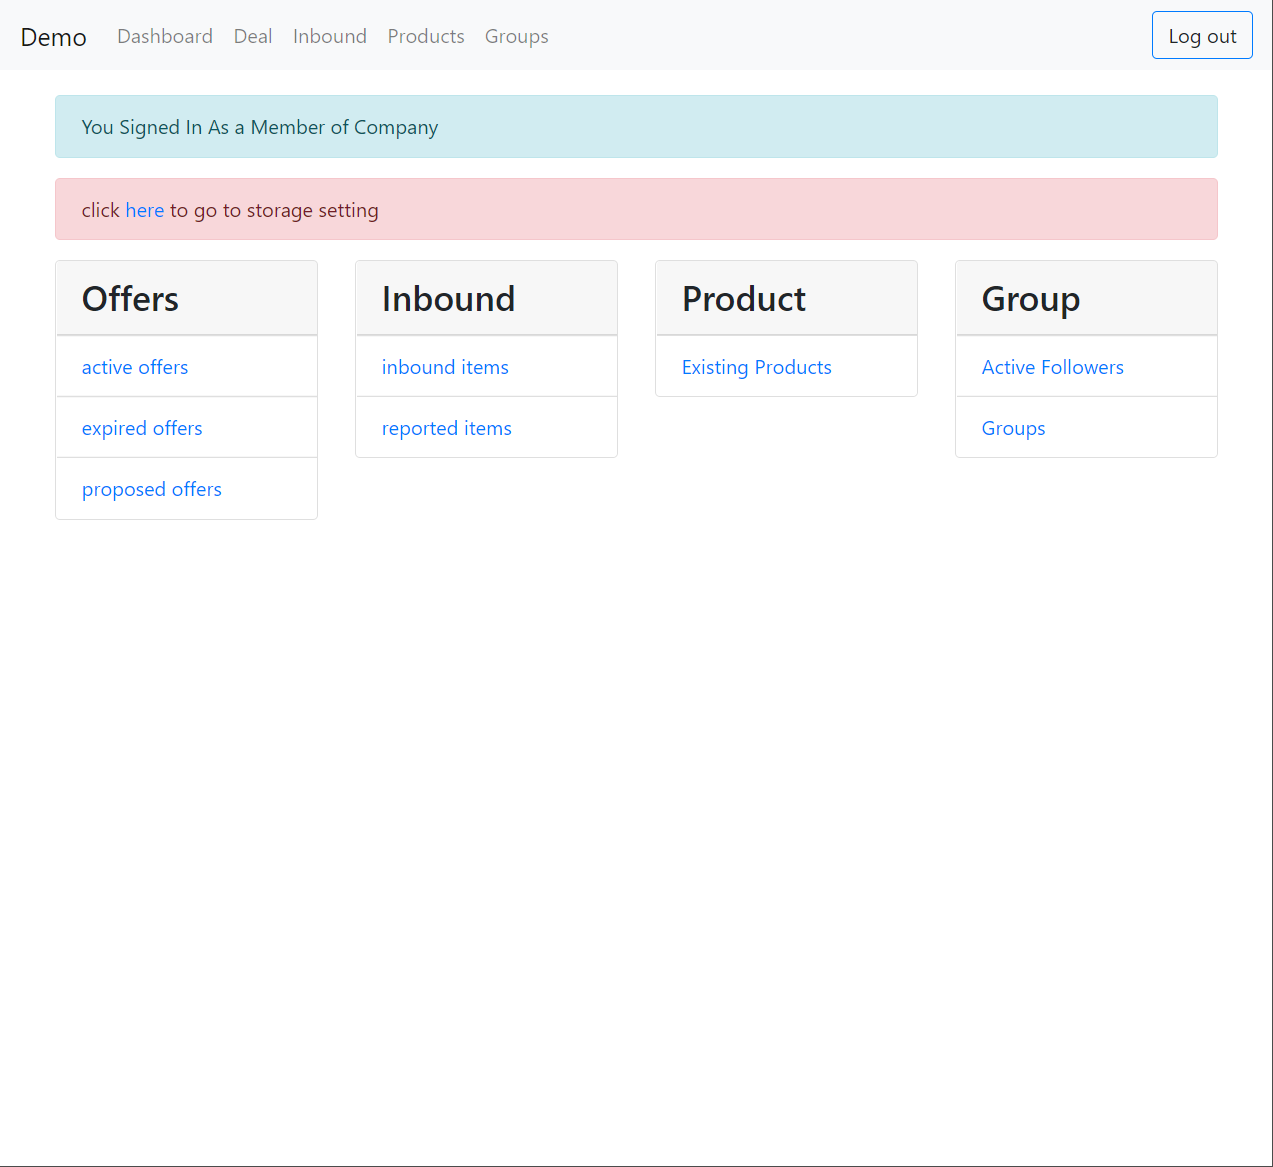 Demo Dashboard Deal Inbound Products Groups Log out
You Signed In As a Member of Company
click here to go to storage setting
Offers
active offers
expired offers
proposed offers
Inbound
inbound items
reported items
Product
Existing Products
Group
Active Followers
Groups